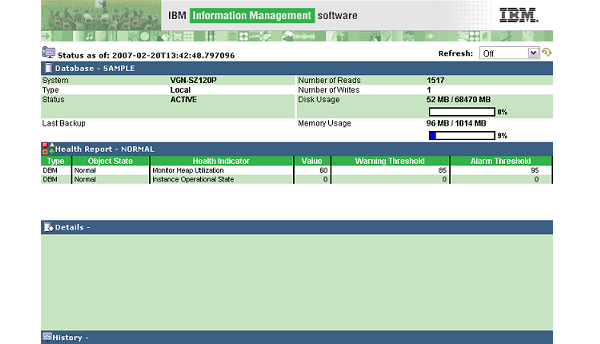 IBM Information Management software
IBM.
Status as of: 2007-02-20T13:42:48.797096 Refresh: Off
Database - SAMPLE
System VGN-SZ120P Number of Reads 1517
Type Local Number of Writes 1
Status ACTIVE Disk Usage 52 MB / 68470 MB
0%
Last Backup Memory Usage 96 MB / 1014 MB
9%
Health Report - NORMAL
Type Object State Health Indicator Value Warning Threshold Alarm Threshold
DBM Normal Monitor Heap Utilization 60 85 95
DBM Normal Instance Operational State 0 0 0
Details -
History -